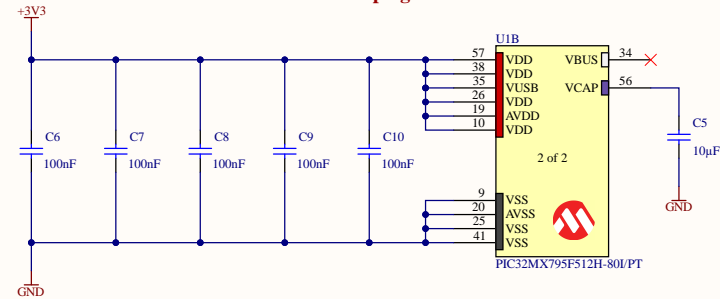 +3V3
U1B
57 VDD VBUS 34
38 VDD
35 VUSB VCAP 56
26 VDD
19 AVDD
10 VDD
C6 100nF
C7 100nF
C8 100nF
C9 100nF
C10 100nF
C5 10µF
2 of 2
9 VSS
20 AVSS
25 VSS
41 VSS
GND
GND
PIC32MX795F512H-80I/PT